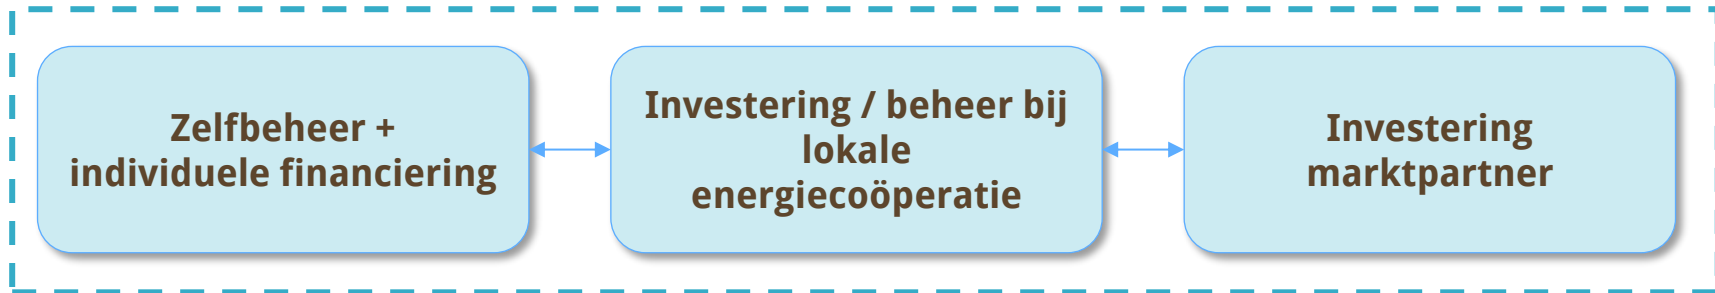 Zelfbeheer +
individuele financiering
Investering / beheer bij
lokale
energiecoöperatie
Investering
marktpartner